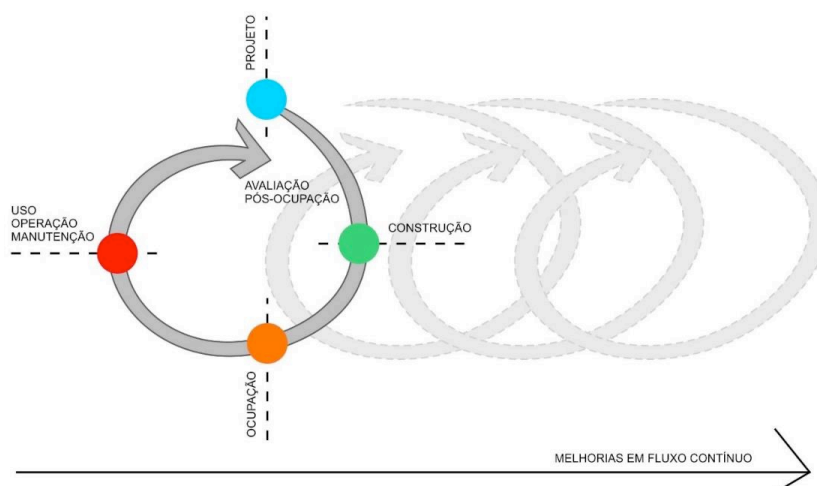 PROJETO
AVALIAÇÃO
PÓS-OCUPAÇÃO
USO
OPERAÇÃO
MANUTENÇÃO
CONSTRUÇÃO
OCUPAÇÃO
MELHORIAS EM FLUXO CONTÍNUO